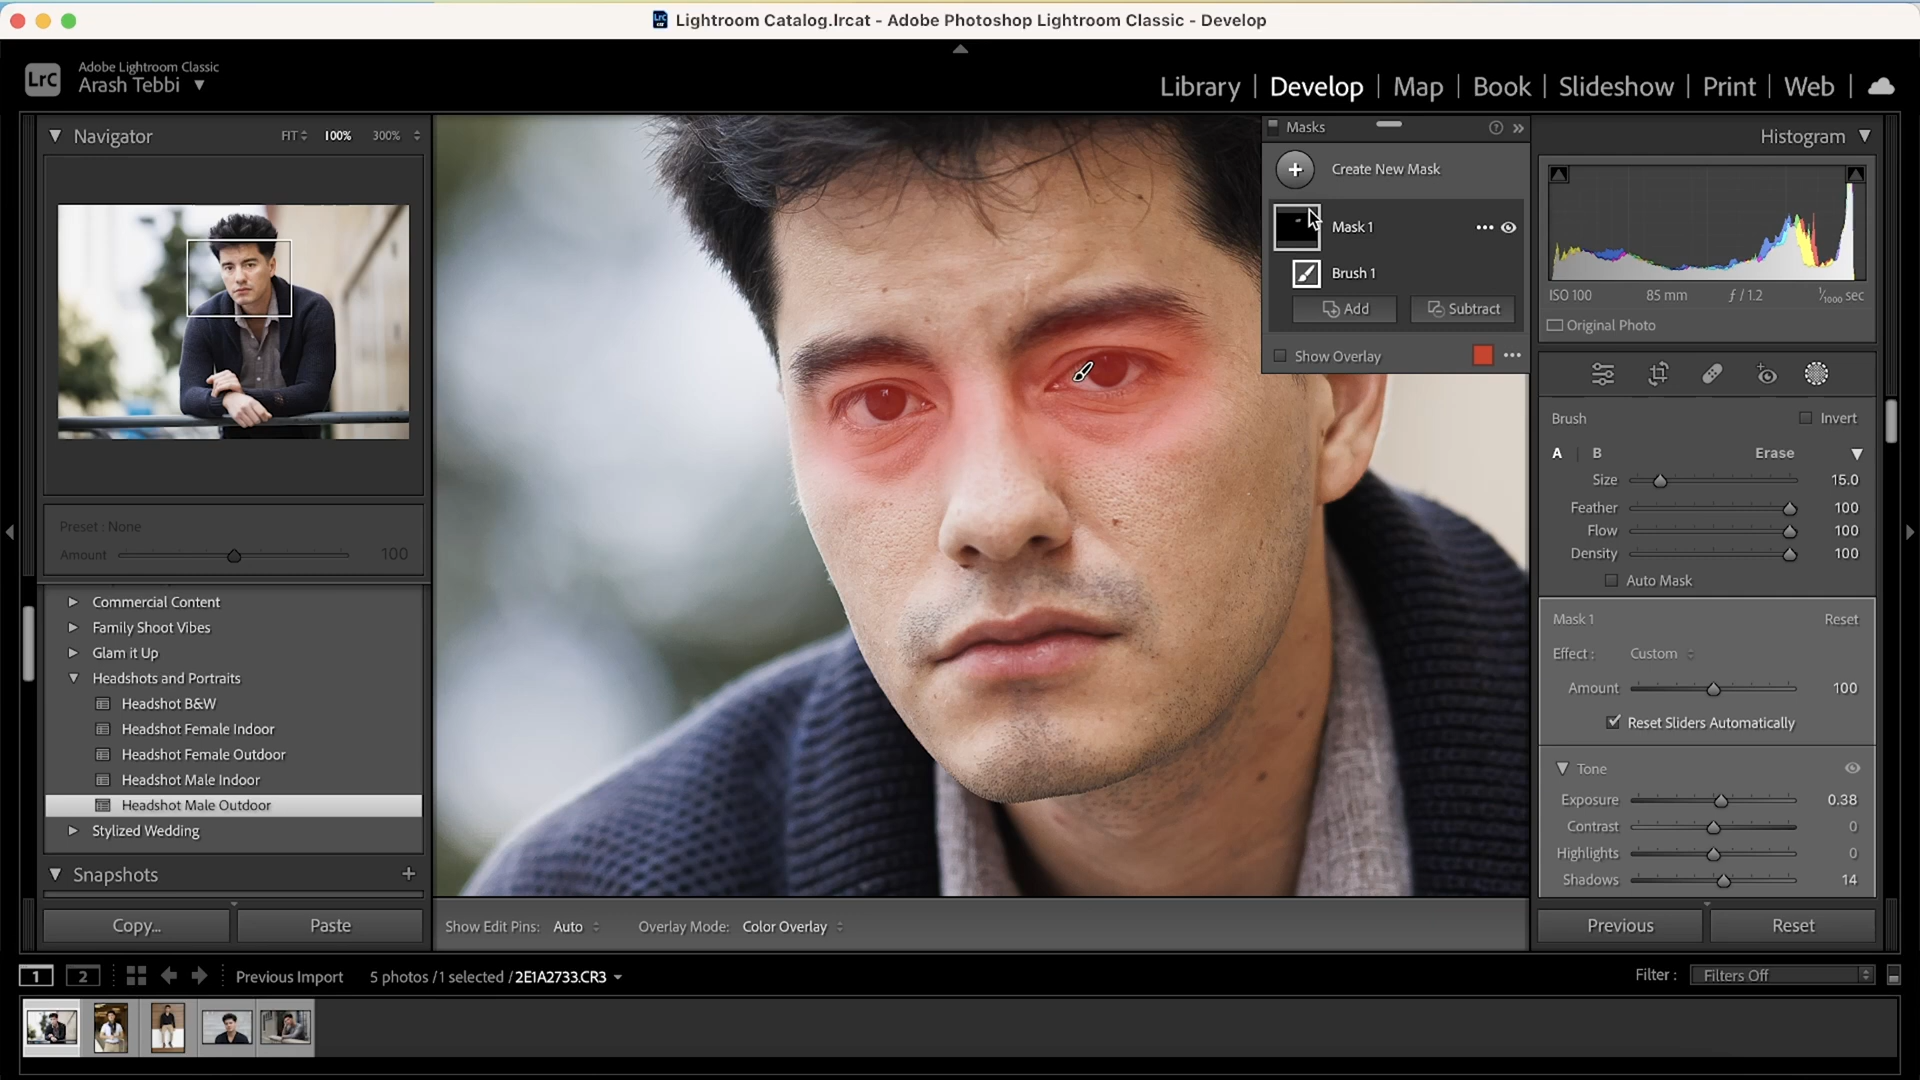 Lightroom Catalog.lrcat - Adobe Photoshop Lightroom Classic - Develop
LrC
Adobe Lightroom Classic
Arash Tebbi
Library | Develop | Map | Book | Slideshow | Print | Web
Navigator
FIT 100% 300%
Preset : None
Amount 100
Commercial Content
Family Shoot Vibes
Glam it Up
Headshots and Portraits
Headshot B&W
Headshot Female Indoor
Headshot Female Outdoor
Headshot Male Indoor
Headshot Male Outdoor
Stylized Wedding
Snapshots +
Copy... Paste
Masks
Create New Mask
Mask 1
Brush 1
Add Subtract
Show Overlay
Show Edit Pins: Auto Overlay Mode: Color Overlay
Histogram
ISO 100 85 mm ƒ / 1.2 1/1000 sec
Original Photo
Brush Invert
A | B Erase
Size 15.0
Feather 100
Flow 100
Density 100
Auto Mask
Mask 1 Reset
Effect : Custom
Amount 100
Reset Sliders Automatically
Tone
Exposure 0.38
Contrast 0
Highlights 0
Shadows 14
Previous Reset
1 2 Previous Import 5 photos / 1 selected / 2E1A2733.CR3
Filter : Filters Off